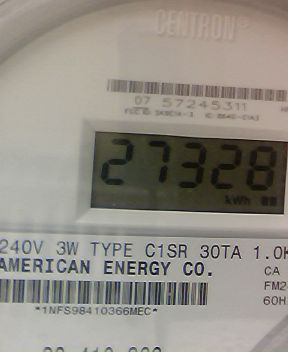 CENTRON®
07 57245311
27328
kWh
240V 3W TYPE C1SR 30TA 1.0K
AMERICAN ENERGY CO.
CA
FM2
60H
*1NFS98410366MEC*